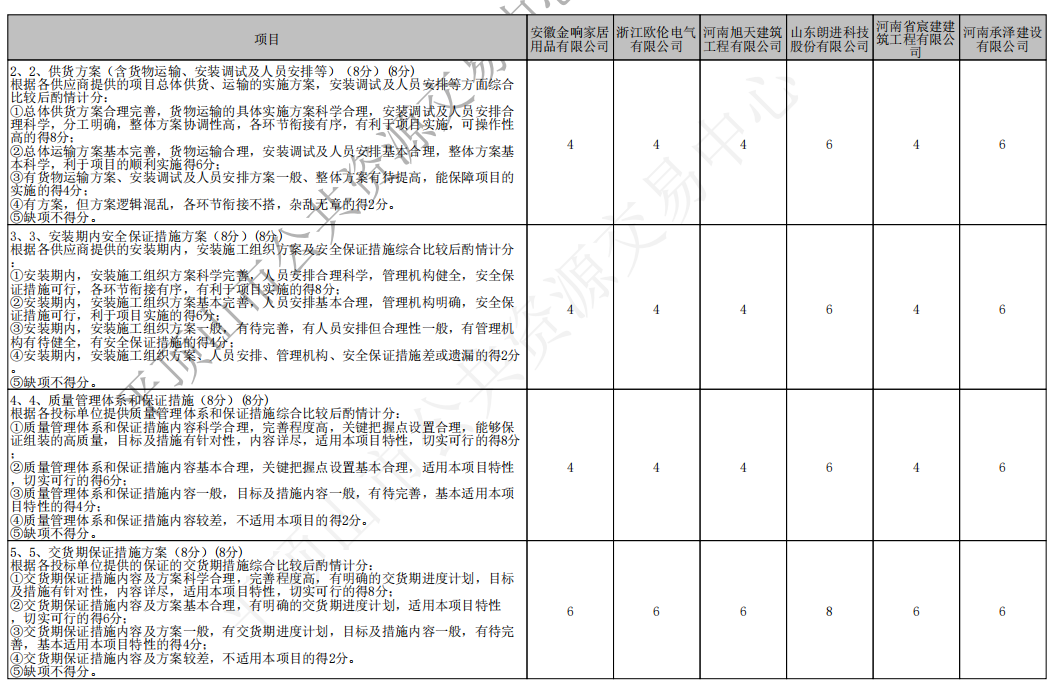 项目
安徽金响家居
用品有限公司
浙江欧伦电气
有限公司
河南旭天建筑
工程有限公司
山东朗进科技
股份有限公司
河南省宸建建
筑工程有限公
司
河南承泽建设
有限公司
2、2、供货方案（含货物运输、安装调试及人员安排等）（8分）(8分)
根据各供应商提供的项目总体供货、运输的实施方案，安装调试及人员安排等方面综合
比较后酌情计分：
①总体供货方案合理完善，货物运输的具体实施方案科学合理，安装调试及人员安排合
理科学，分工明确，整体方案协调性高，各环节衔接有序，有利于项目实施，可操作性
高的得8分；
②总体运输方案基本完善，货物运输合理，安装调试及人员安排基本合理，整体方案基
本科学，利于项目的顺利实施得6分；
③有货物运输方案、安装调试及人员安排方案一般、整体方案有待提高，能保障项目的
实施的得4分；
④有方案，但方案逻辑混乱，各环节衔接不搭，杂乱无章的得2分。
⑤缺项不得分。
4
4
4
6
4
6
3、3、安装期内安全保证措施方案（8分）(8分)
根据各供应商提供的安装期内，安装施工组织方案及安全保证措施综合比较后酌情计分
：
①安装期内，安装施工组织方案科学完善，人员安排合理科学，管理机构健全，安全保
证措施可行，各环节衔接有序，有利于项目实施的得8分；
②安装期内，安装施工组织方案基本完善，人员安排基本合理，管理机构明确，安全保
证措施可行，利于项目实施的得6分；
③安装期内，安装施工组织方案一般，有待完善，有人员安排但合理性一般，有管理机
构有待健全，有安全保证措施的得4分；
④安装期内，安装施工组织方案、人员安排、管理机构、安全保证措施差或遗漏的得2分
。
⑤缺项不得分。
4
4
4
6
4
6
4、4、质量管理体系和保证措施（8分）(8分)
根据各投标单位提供质量管理体系和保证措施综合比较后酌情计分：
①质量管理体系和保证措施内容科学合理，完善程度高，关键把握点设置合理，能够保
证组装的高质量，目标及措施有针对性，内容详尽，适用本项目特性，切实可行的得8分
；
②质量管理体系和保证措施内容基本合理，关键把握点设置基本合理，适用本项目特性
，切实可行的得6分；
③质量管理体系和保证措施内容一般，目标及措施内容一般，有待完善，基本适用本项
目特性的得4分；
④质量管理体系和保证措施内容较差，不适用本项目的得2分。
⑤缺项不得分。
4
4
4
6
4
6
5、5、交货期保证措施方案（8分）(8分)
根据各投标单位提供的保证的交货期措施综合比较后酌情计分：
①交货期保证措施内容及方案科学合理，完善程度高，有明确的交货期进度计划，目标
及措施有针对性，内容详尽，适用本项目特性，切实可行的得8分；
②交货期保证措施内容及方案基本合理，有明确的交货期进度计划，适用本项目特性
，切实可行的得6分；
③交货期保证措施内容及方案一般，有交货期进度计划，目标及措施内容一般，有待完
善，基本适用本项目特性的得4分；
④交货期保证措施内容及方案较差，不适用本项目的得2分。
⑤缺项不得分。
6
6
6
8
6
6
平顶山市公共资源交易中心
平顶山市公共资源交易中心